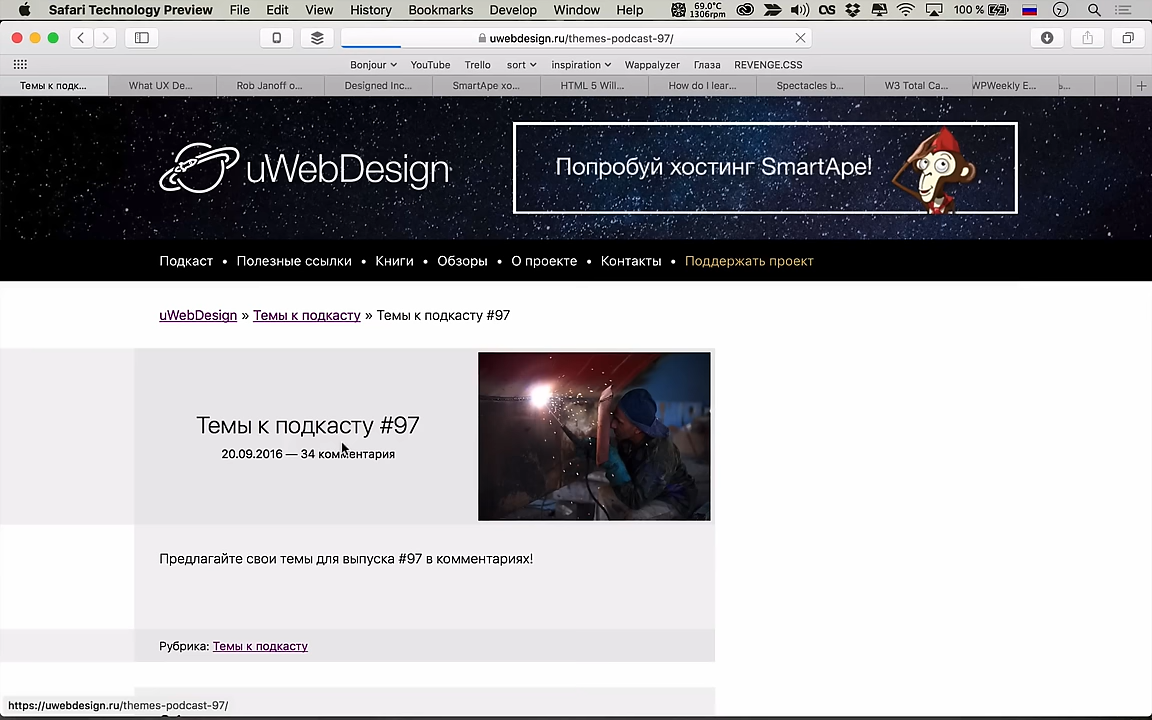 Safari Technology Preview File Edit View History Bookmarks Develop Window Help 69.0°C 1306rpm 100 %
uwebdesign.ru/themes-podcast-97/
Bonjour YouTube Trello sort inspiration Wappalyzer Глаза REVENGE.CSS
Темы к подк... What UX De... Rob Janoff o... Designed Inc... SmartApe хо... HTML 5 Will... How do I lear... Spectacles b... W3 Total Ca... WPWeekly E...
uWebDesign
Попробуй хостинг SmartApe!
Подкаст • Полезные ссылки • Книги • Обзоры • О проекте • Контакты • Поддержать проект
uWebDesign » Темы к подкасту » Темы к подкасту #97
Темы к подкасту #97
20.09.2016 — 34 комментария
Предлагайте свои темы для выпуска #97 в комментариях!
Рубрика: Темы к подкасту
https://uwebdesign.ru/themes-podcast-97/